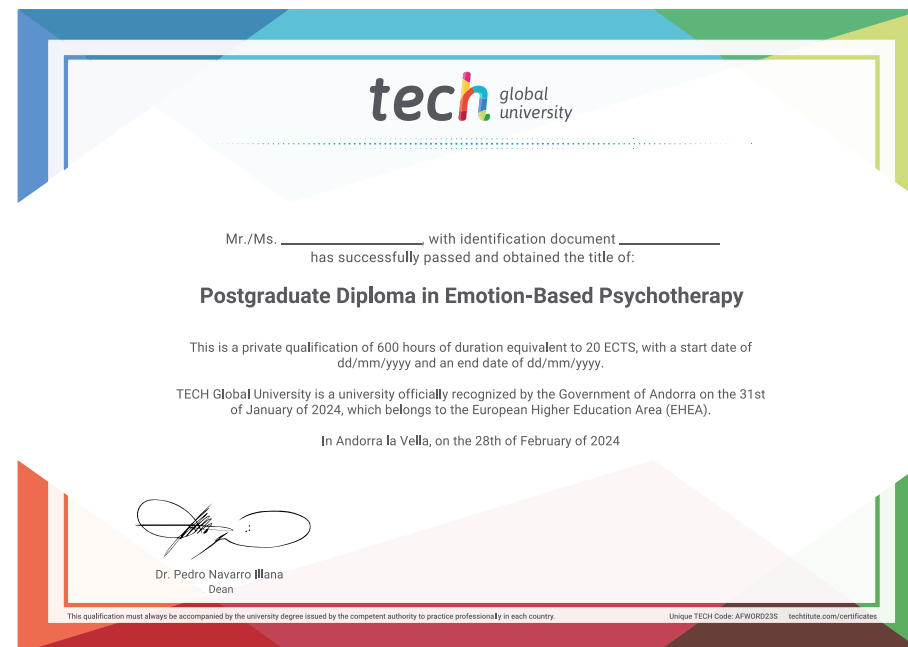 tech global university
Mr./Ms. ____________________, with identification document ______________
has successfully passed and obtained the title of:
Postgraduate Diploma in Emotion-Based Psychotherapy
This is a private qualification of 600 hours of duration equivalent to 20 ECTS, with a start date of
dd/mm/yyyy and an end date of dd/mm/yyyy.
TECH Global University is a university officially recognized by the Government of Andorra on the 31st
of January of 2024, which belongs to the European Higher Education Area (EHEA).
In Andorra la Vella, on the 28th of February of 2024
Dr. Pedro Navarro Illana
Dean
This qualification must always be accompanied by the university degree issued by the competent authority to practice professionally in each country. Unique TECH Code: AFWORD23S techtitute.com/certificates